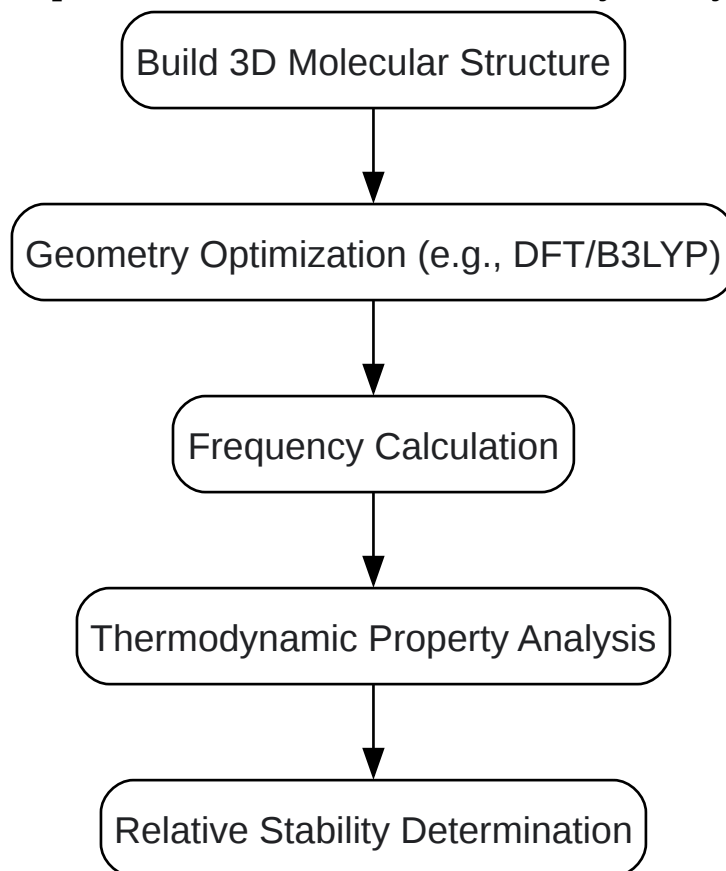 Build 3D Molecular Structure
Geometry Optimization (e.g., DFT/B3LYP)
Frequency Calculation
Thermodynamic Property Analysis
Relative Stability Determination